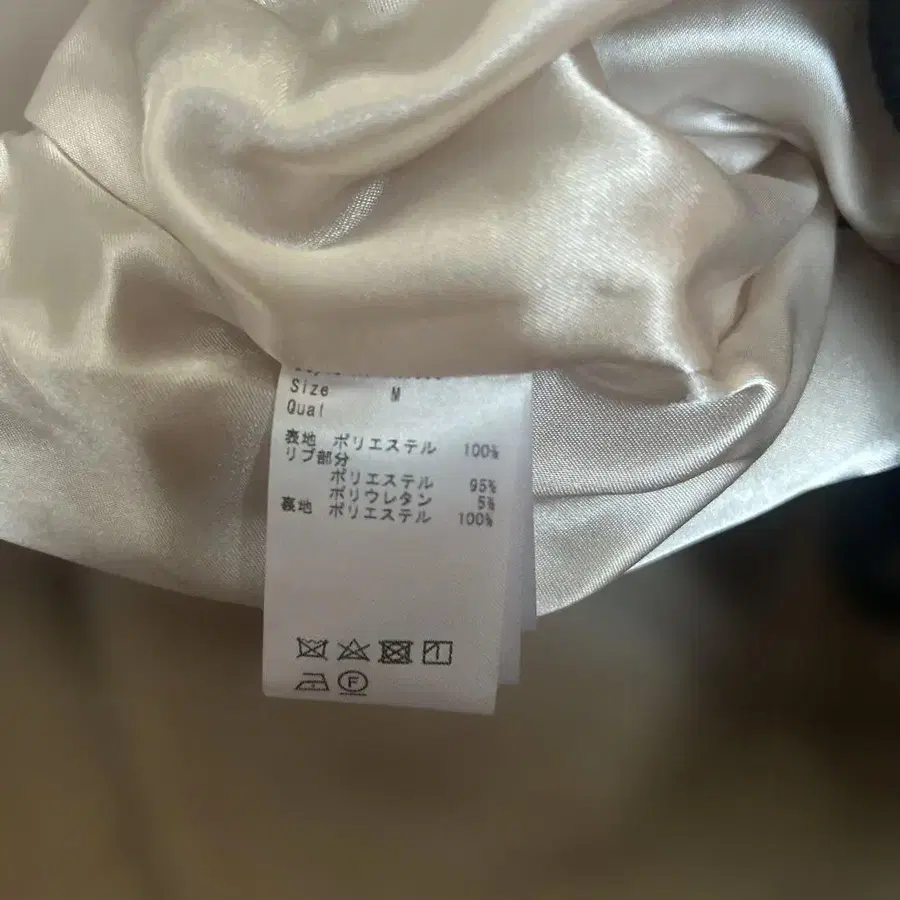 Size M
Qual
表地 ポリエステル 100%
リブ部分
ポリエステル 95%
ポリウレタン 5%
裏地 ポリエステル 100%
F